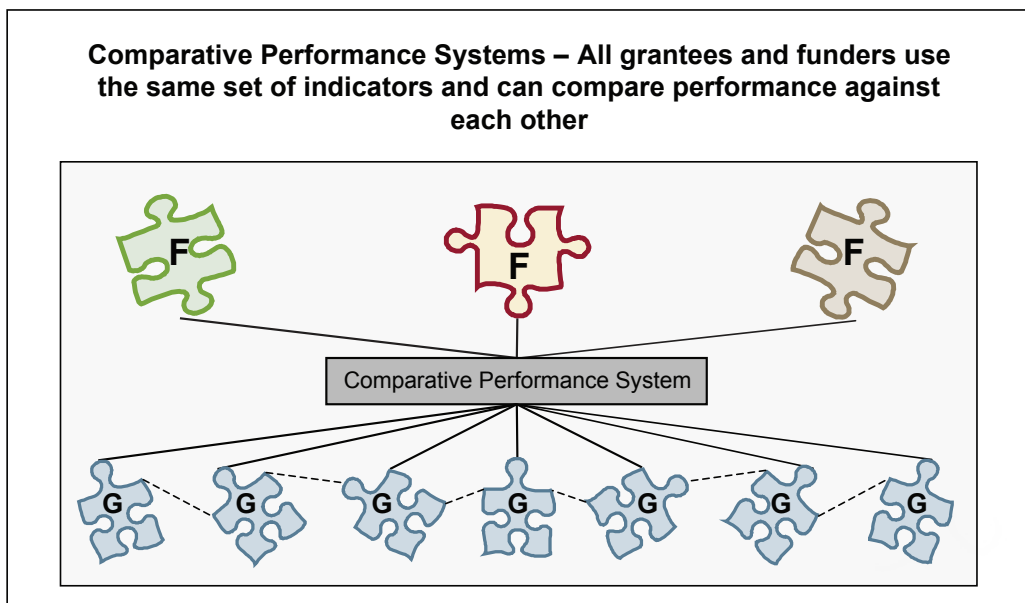 Comparative Performance Systems – All grantees and funders use
the same set of indicators and can compare performance against
each other
F
F
F
Comparative Performance System
G
G
G
G
G
G
G